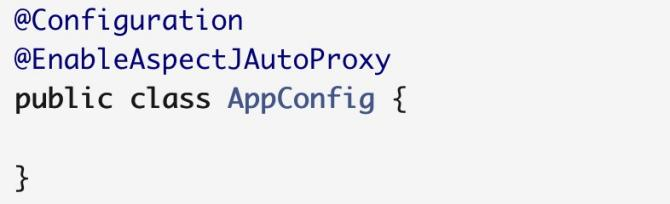 @Configuration
@EnableAspectJAutoProxy
public class AppConfig {
}